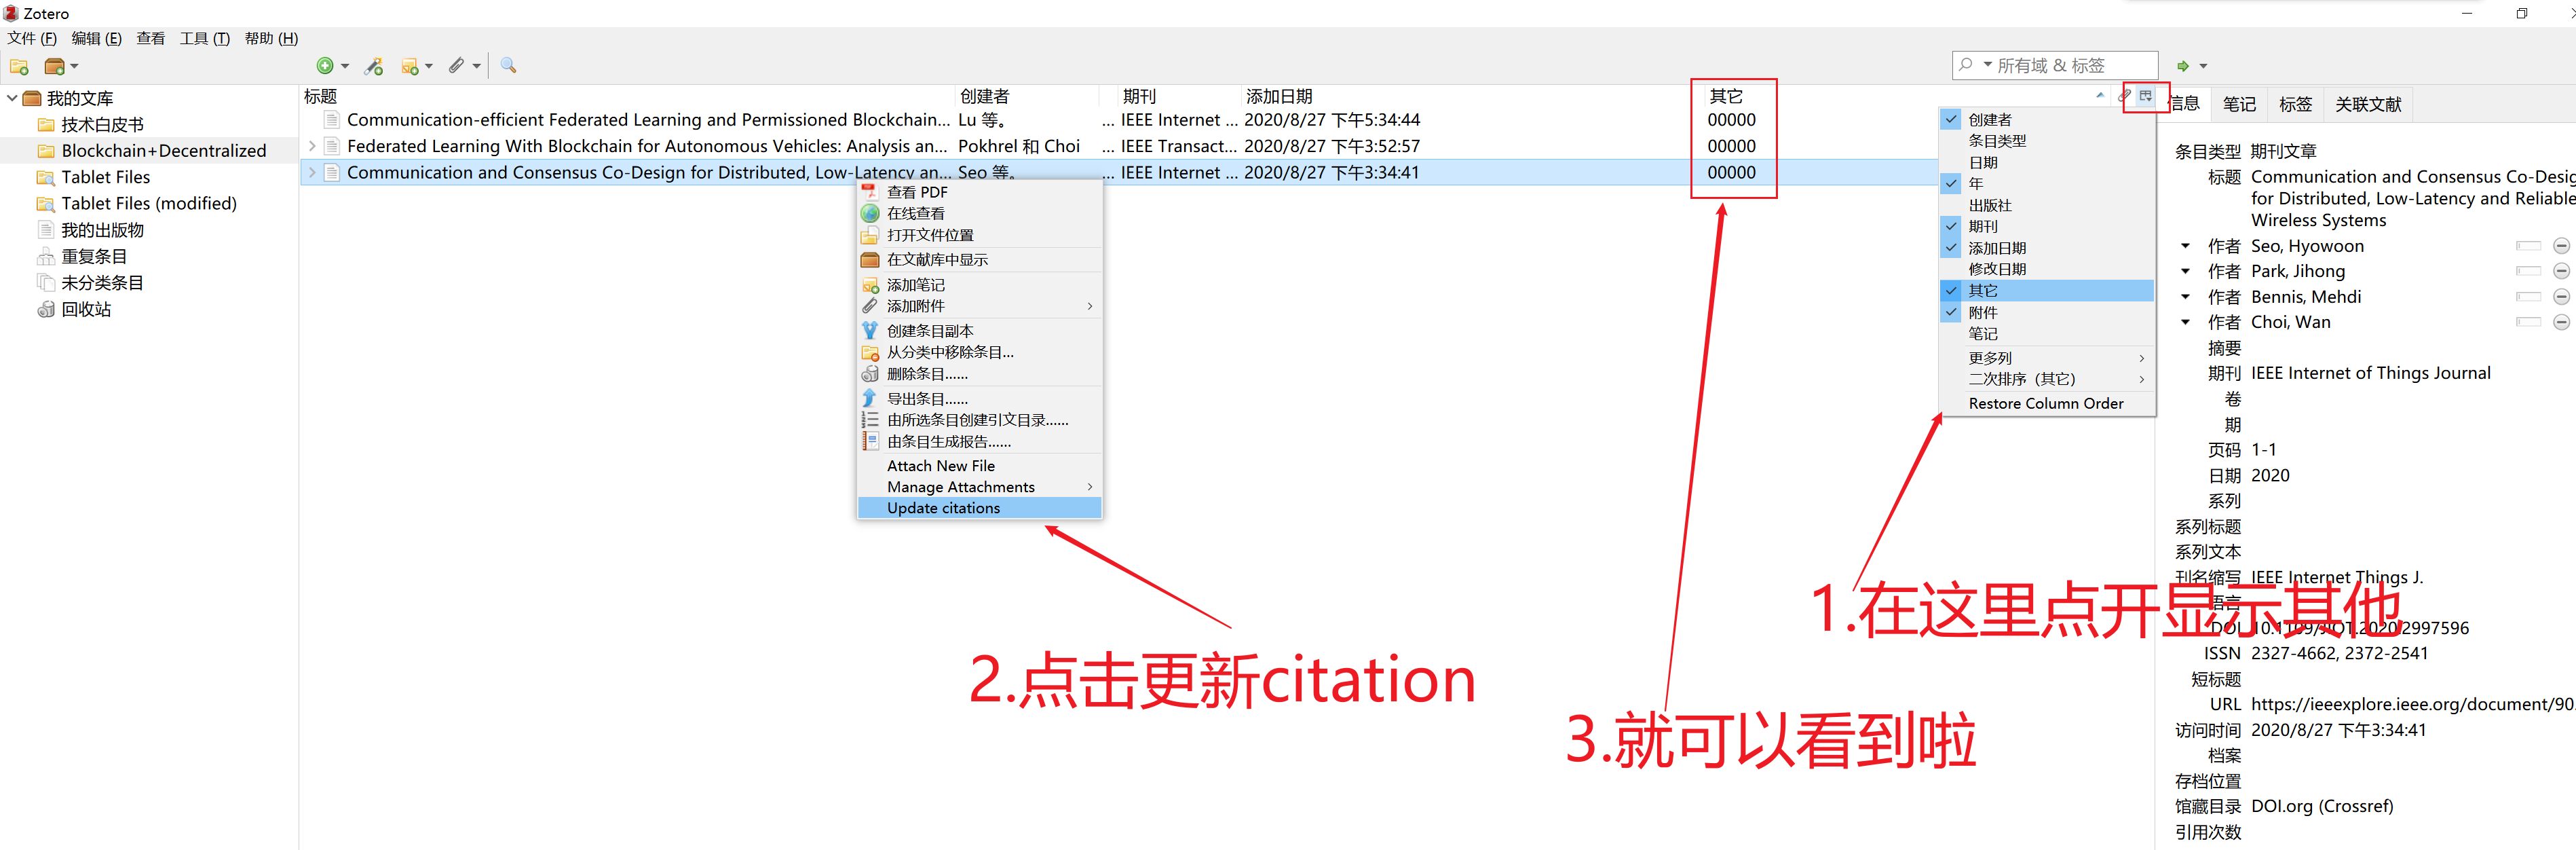 Zotero
文件 (F) 编辑 (E) 查看 工具 (T) 帮助 (H)
所有域 & 标签
我的文库
技术白皮书
Blockchain+Decentralized
Tablet Files
Tablet Files (modified)
我的出版物
重复条目
未分类条目
回收站
标题 创建者 期刊 添加日期 其它
Communication-efficient Federated Learning and Permissioned Blockchain... Lu 等。 ... IEEE Internet ... 2020/8/27 下午5:34:44 00000
Federated Learning With Blockchain for Autonomous Vehicles: Analysis an... Pokhrel 和 Choi ... IEEE Transact... 2020/8/27 下午3:52:57 00000
Communication and Consensus Co-Design for Distributed, Low-Latency an... Seo 等。 ... IEEE Internet ... 2020/8/27 下午3:34:41 00000
查看 PDF
在线查看
打开文件位置
在文献库中显示
添加笔记
添加附件
创建条目副本
从分类中移除条目...
删除条目......
导出条目......
由所选条目创建引文目录......
由条目生成报告......
Attach New File
Manage Attachments
Update citations
创建者
条目类型
日期
年
出版社
期刊
添加日期
修改日期
其它
附件
笔记
更多列
二次排序（其它）
Restore Column Order
信息 笔记 标签 关联文献
条目类型 期刊文章
标题 Communication and Consensus Co-Desig
for Distributed, Low-Latency and Reliable
Wireless Systems
作者 Seo, Hyowoon
作者 Park, Jihong
作者 Bennis, Mehdi
作者 Choi, Wan
摘要
期刊 IEEE Internet of Things Journal
卷
期
页码 1-1
日期 2020
系列
系列标题
系列文本
刊名缩写 IEEE Internet Things J.
语言
DOI 10.1109/JIOT.2020.2997596
ISSN 2327-4662, 2372-2541
短标题
URL https://ieeexplore.ieee.org/document/90
访问时间 2020/8/27 下午3:34:41
档案
存档位置
馆藏目录 DOI.org (Crossref)
引用次数
1.在这里点开显示其他
2.点击更新citation
3.就可以看到啦